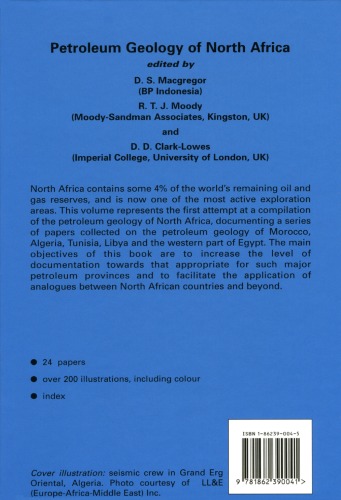 Petroleum Geology of North Africa
edited by
D. S. Macgregor
(BP Indonesia)
R. T. J. Moody
(Moody-Sandman Associates, Kingston, UK)
and
D. D. Clark-Lowes
(Imperial College, University of London, UK)
North Africa contains some 4% of the world's remaining oil and
gas reserves, and is now one of the most active exploration
areas. This volume represents the first attempt at a compilation
of the petroleum geology of North Africa, documenting a series
of papers collected on the petroleum geology of Morocco,
Algeria, Tunisia, Libya and the western part of Egypt. The main
objectives of this book are to increase the level of
documentation towards that appropriate for such major
petroleum provinces and to facilitate the application of
analogues between North African countries and beyond.
● 24 papers
● over 200 illustrations, including colour
● index
ISBN 1-86239-004-5
9 781862 390041 >
Cover illustration: seismic crew in Grand Erg
Oriental, Algeria. Photo courtesy of LL&E
(Europe-Africa-Middle East) Inc.